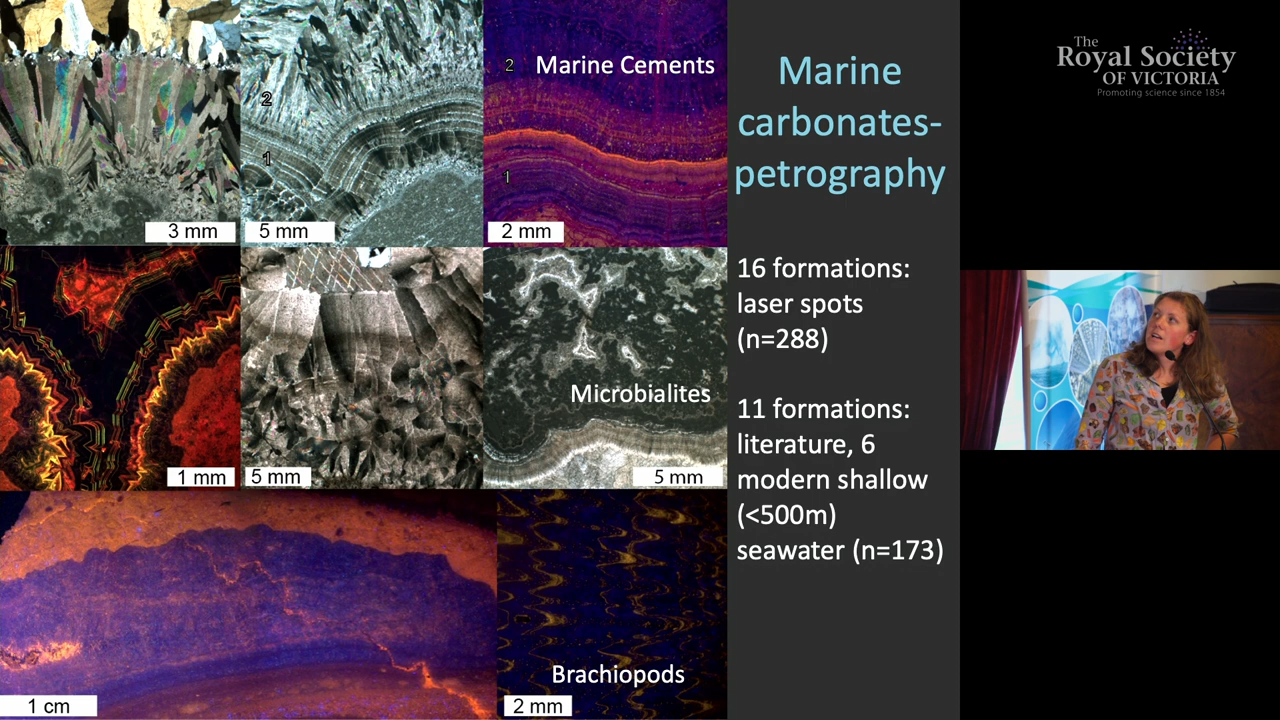 The
Royal Society
OF VICTORIA
Promoting science since 1854
Marine
carbonates-
petrography
16 formations:
laser spots
(n=288)
11 formations:
literature, 6
modern shallow
(<500m)
seawater (n=173)
3 mm
2
1
5 mm
2
Marine Cements
1
2 mm
1 mm
5 mm
Microbialites
5 mm
1 cm
Brachiopods
2 mm